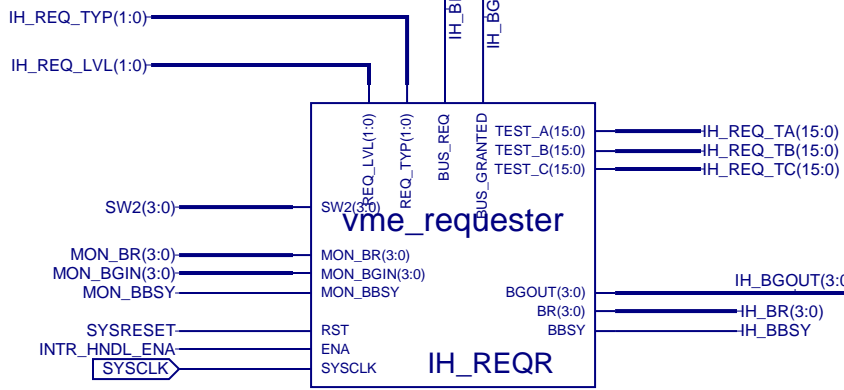 IH_REQ_TYP(1:0)
IH_REQ_LVL(1:0)
REQ_LVL(1:0)
REQ_TYP(1:0)
BUS_REQ
BUS_GRANTED
TEST_A(15:0)
IH_REQ_TA(15:0)
TEST_B(15:0)
IH_REQ_TB(15:0)
TEST_C(15:0)
IH_REQ_TC(15:0)
SW2(3:0)
SW2(3:0)
vme_requester
MON_BR(3:0)
MON_BR(3:0)
MON_BGIN(3:0)
MON_BGIN(3:0)
MON_BBSY
MON_BBSY
BGOUT(3:0)
IH_BGOUT(3:0
BR(3:0)
IH_BR(3:0)
BBSY
IH_BBSY
SYSRESET
RST
INTR_HNDL_ENA
ENA
SYSCLK
SYSCLK
IH_REQR